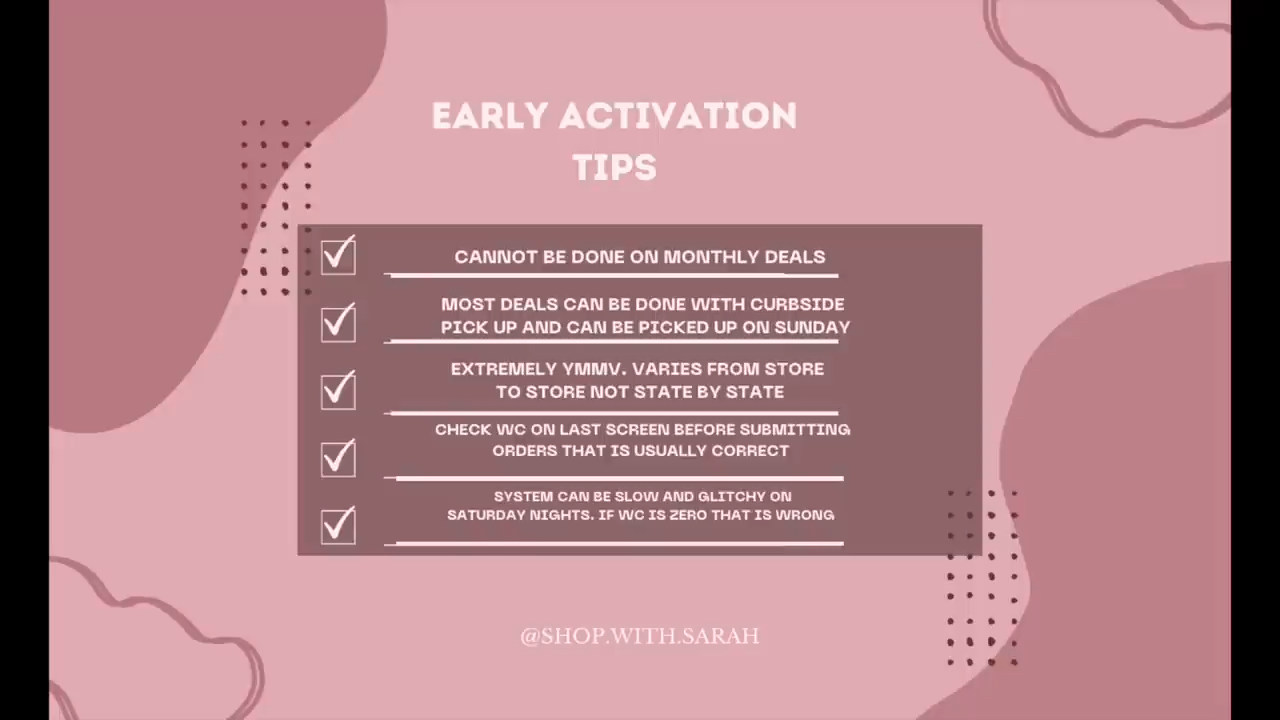 EARLY ACTIVATION
TIPS
CANNOT BE DONE ON MONTHLY DEALS
MOST DEALS CAN BE DONE WITH CURBSIDE
PICK UP AND CAN BE PICKED UP ON SUNDAY
EXTREMELY YMMV. VARIES FROM STORE
TO STORE NOT STATE BY STATE
CHECK WC ON LAST SCREEN BEFORE SUBMITTING
ORDERS THAT IS USUALLY CORRECT
SYSTEM CAN BE SLOW AND GLITCHY ON
SATURDAY NIGHTS. IF WC IS ZERO THAT IS WRONG
@SHOP.WITH.SARAH